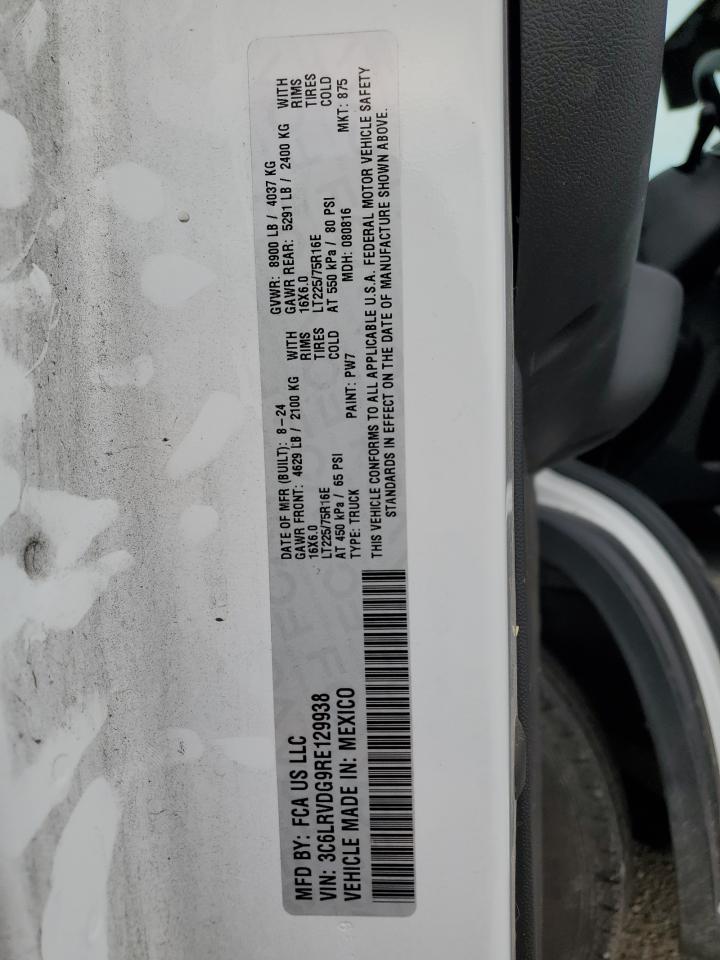 MFD BY: FCA US LLC
VIN: 3C6LRVDG9RE129938
VEHICLE MADE IN: MEXICO
DATE OF MFR (BUILT): 8-24
GAWR FRONT: 4629 LB / 2100 KG WITH
16X6.0 RIMS
LT225/75R16E TIRES
AT 450 kPa / 65 PSI COLD
TYPE: TRUCK PAINT: PW7
GVWR: 8900 LB / 4037 KG
GAWR REAR: 5291 LB / 2400 KG WITH
16X6.0 RIMS
LT225/75R16E TIRES
AT 550 kPa / 80 PSI COLD
MDH: 080816 MKT: 875
THIS VEHICLE CONFORMS TO ALL APPLICABLE U.S.A. FEDERAL MOTOR VEHICLE SAFETY
STANDARDS IN EFFECT ON THE DATE OF MANUFACTURE SHOWN ABOVE.